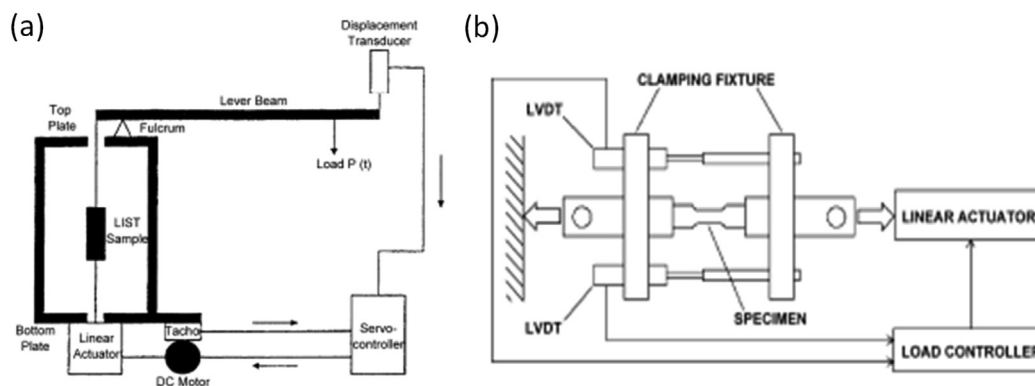 (a)
Displacement
Transducer
Lever Beam
Top
Plate
Fulcrum
Load P (t)
LIST
Sample
Bottom
Plate
Linear
Actuator
Tacho
DC Motor
Servo-
controller
(b)
CLAMPING FIXTURE
LVDT
LINEAR ACTUATOR
LVDT
SPECIMEN
LOAD CONTROLLER